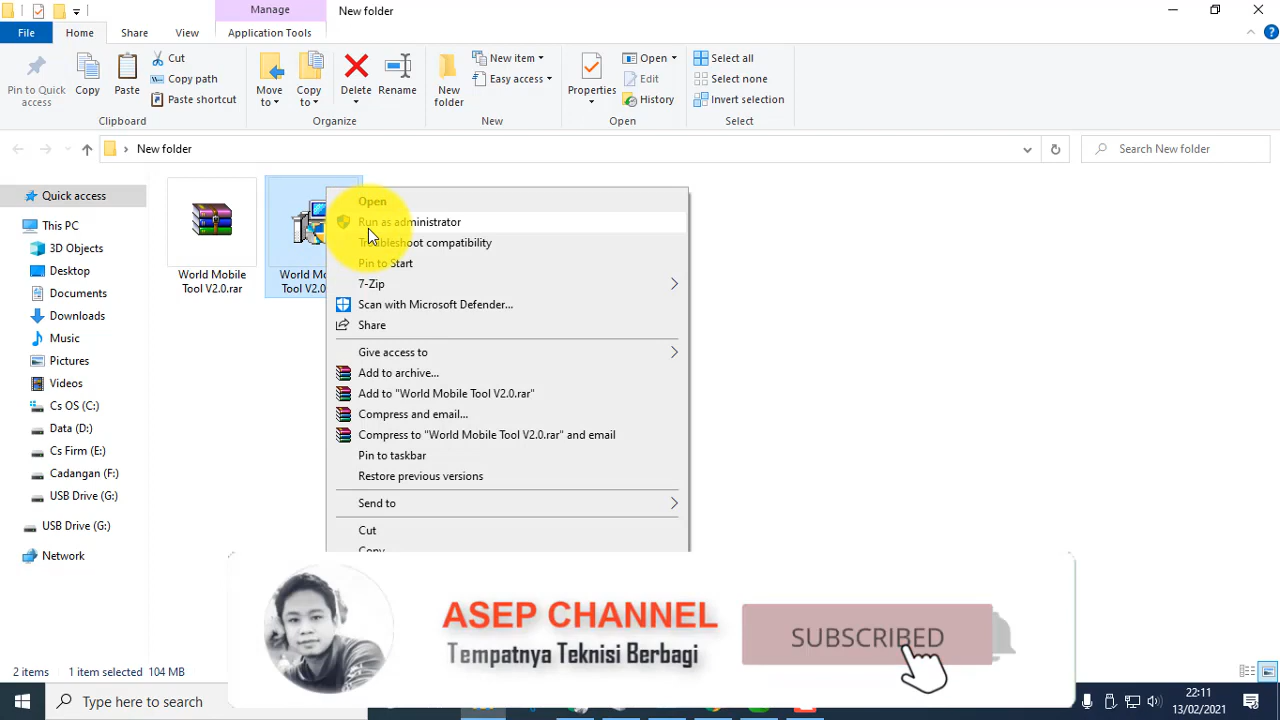 Manage
New folder
File
Home
Share
View
Application Tools
Pin to Quick
access
Copy
Paste
Cut
Copy path
Paste shortcut
Clipboard
Move
to
Copy
to
Delete
Rename
Organize
New
folder
New item
Easy access
New
Properties
Open
Edit
History
Open
Select all
Select none
Invert selection
Select
New folder
Search New folder
Quick access
This PC
3D Objects
Desktop
Documents
Downloads
Music
Pictures
Videos
Cs OS (C:)
Data (D:)
Cs Firm (E:)
Cadangan (F:)
USB Drive (G:)
USB Drive (G:)
Network
World Mobile
Tool V2.0.rar
World Mo
Tool V2.0
Open
Run as administrator
Troubleshoot compatibility
Pin to Start
7-Zip
Scan with Microsoft Defender...
Share
Give access to
Add to archive...
Add to "World Mobile Tool V2.0.rar"
Compress and email...
Compress to "World Mobile Tool V2.0.rar" and email
Pin to taskbar
Restore previous versions
Send to
Cut
Copy
ASEP CHANNEL
Tempatnya Teknisi Berbagi
SUBSCRIBED
2 items
1 item selected 104 MB
Type here to search
22:11
13/02/2021